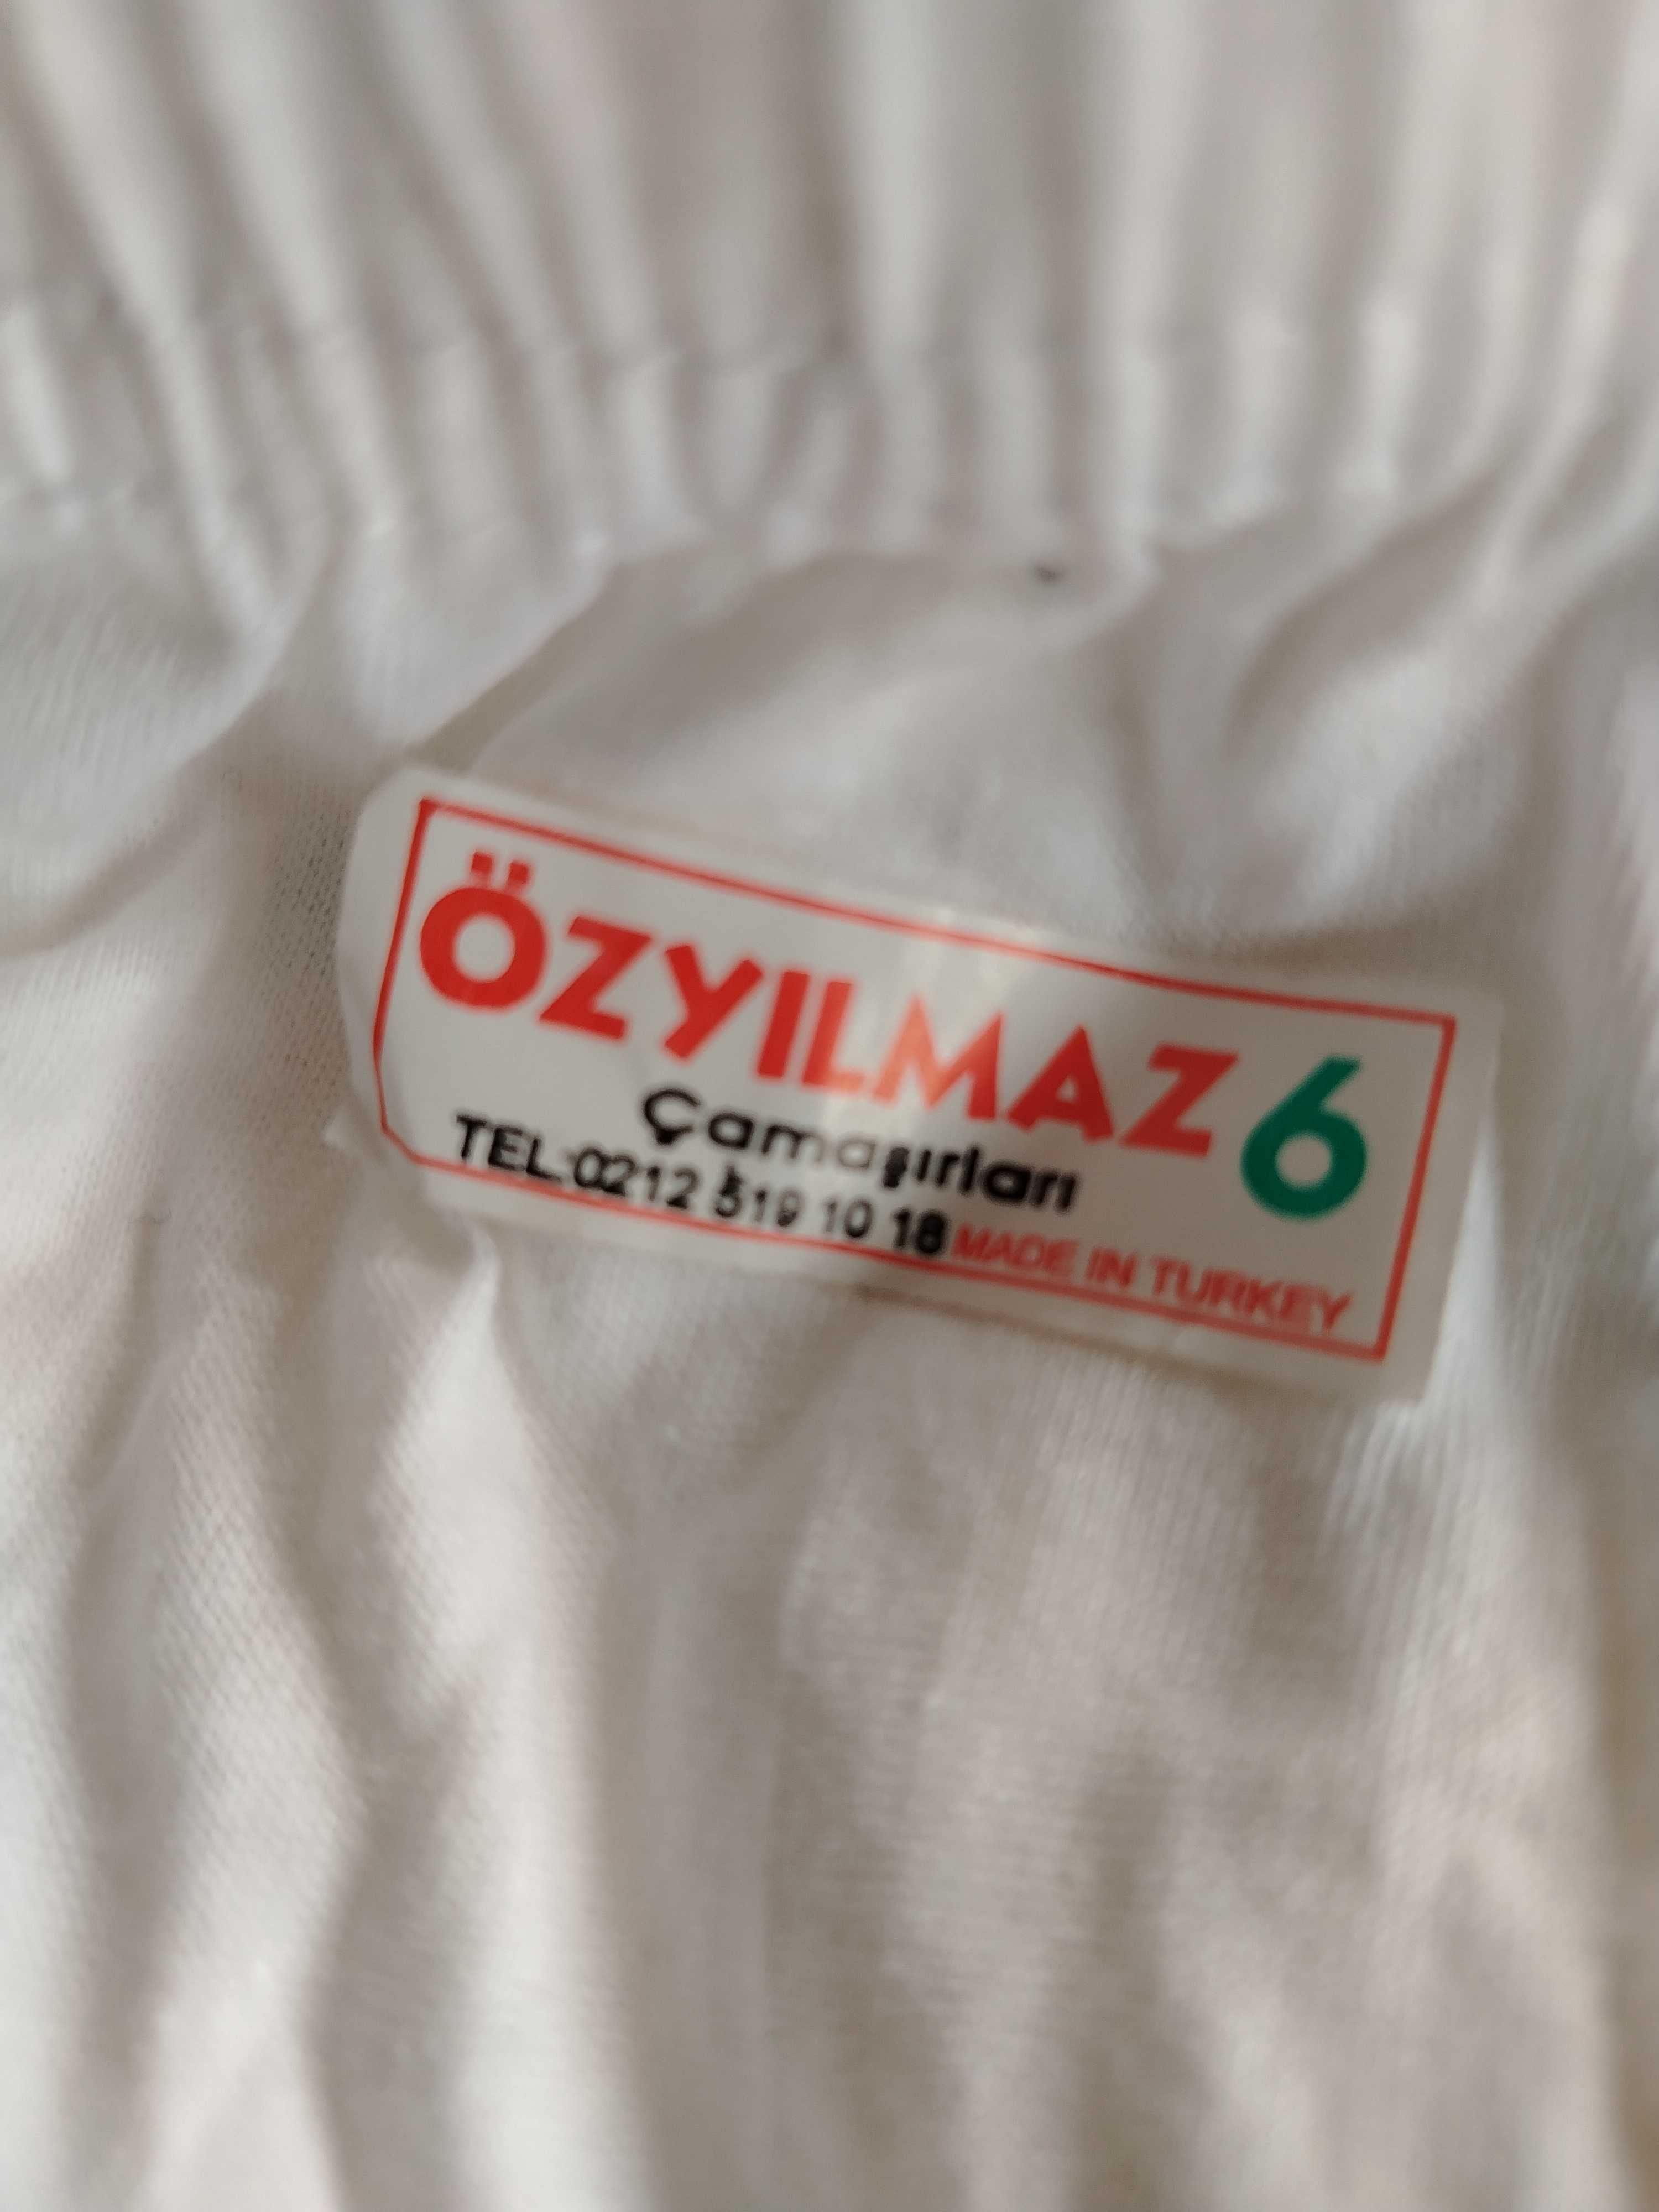 ÖZYILMAZ 6
Çamaşırları
TEL:0212 519 10 18 MADE IN TURKEY